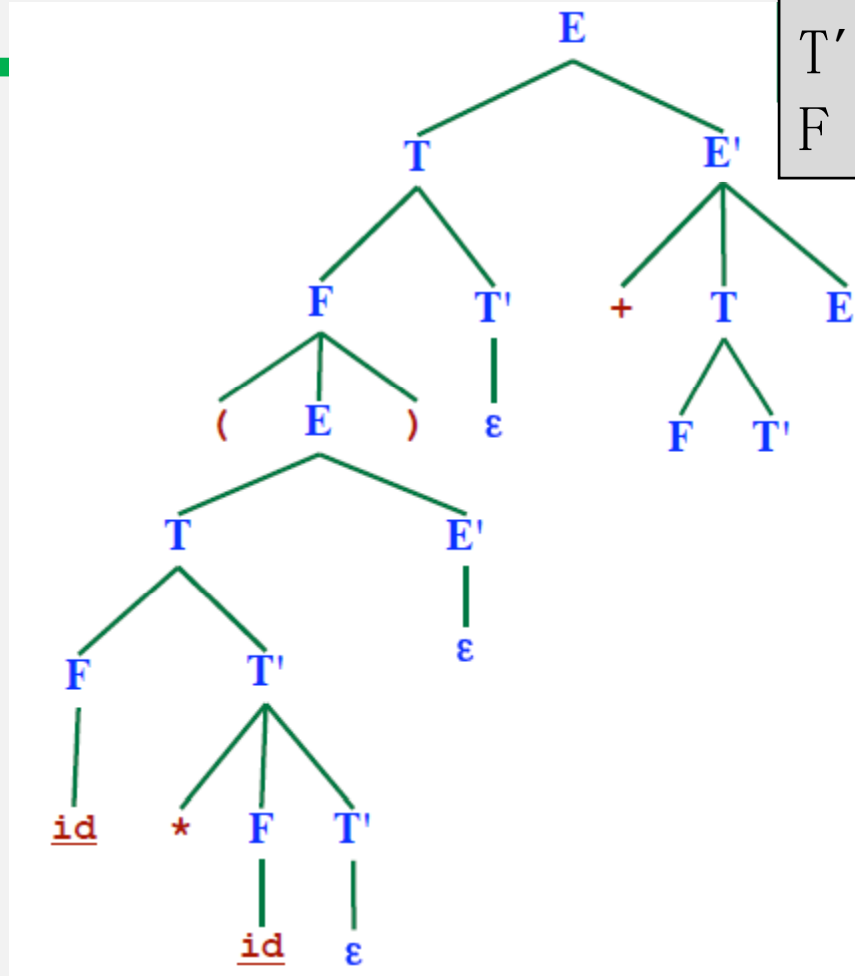 E
T′
F
T E'
F T' + T E
( E ) ε F T'
T E'
F T' ε
id * F T'
id ε